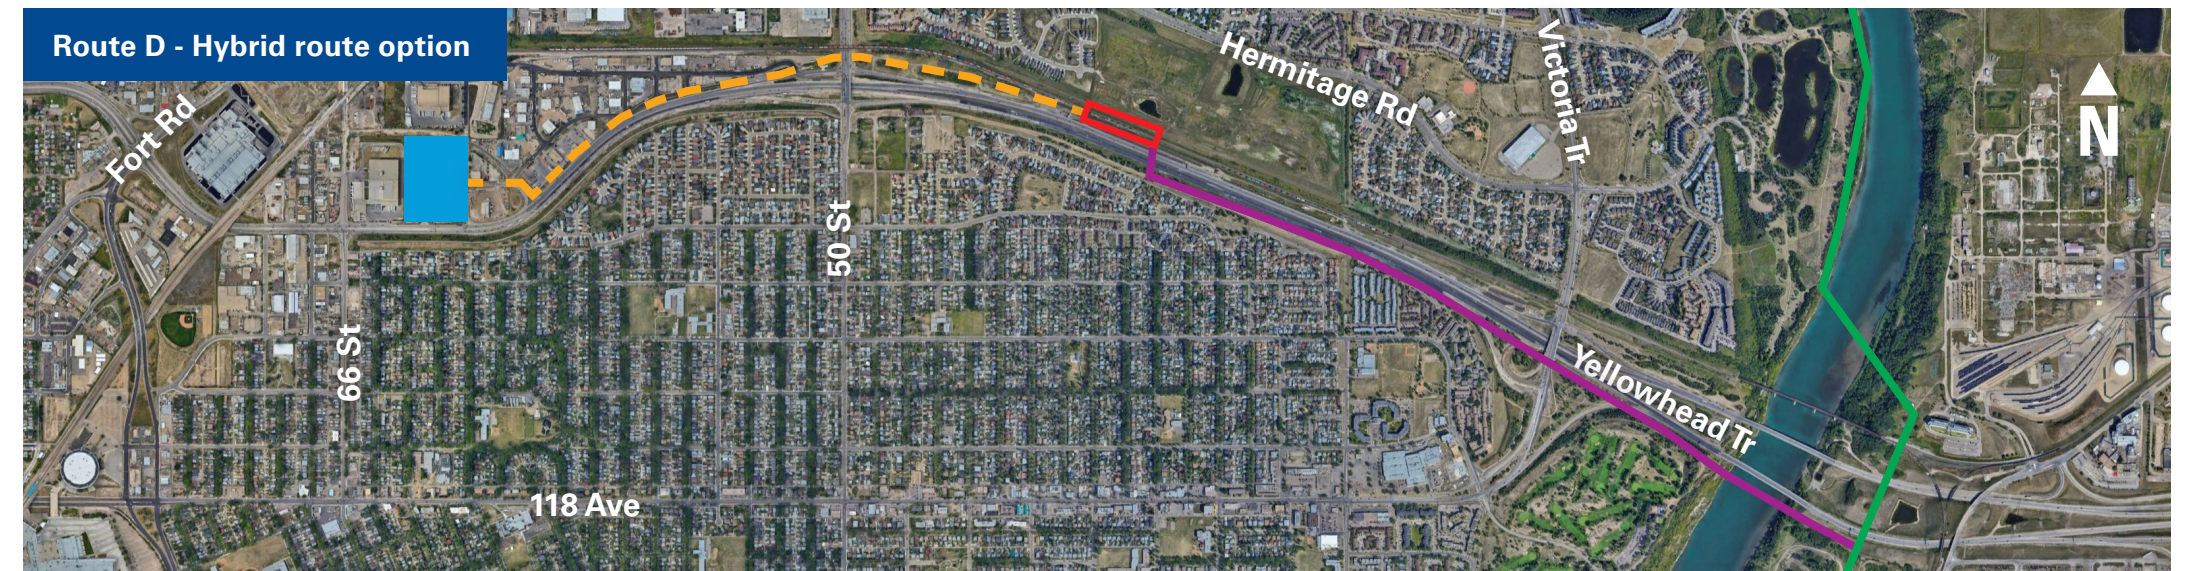 Route D - Hybrid route option
Fort Rd
Hermitage Rd
Victoria Tr
N
50 St
66 St
Yellowhead Tr
118 Ave